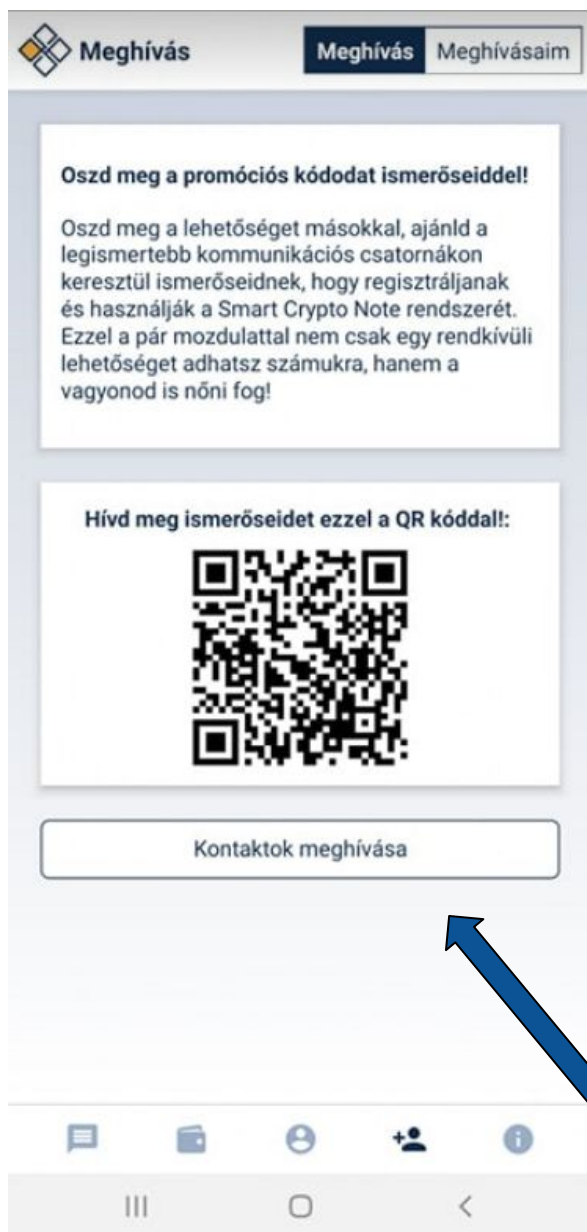 Meghívás
Meghívás Meghívásaim
Oszd meg a promóciós kódodat ismerőseiddel!
Oszd meg a lehetőséget másokkal, ajánld a
legismertebb kommunikációs csatornákon
keresztül ismerőseidnek, hogy regisztráljanak
és használják a Smart Crypto Note rendszerét.
Ezzel a pár mozdulattal nem csak egy rendkívüli
lehetőséget adhatsz számukra, hanem a
vagyonod is nőni fog!
Hívd meg ismerőseidet ezzel a QR kóddal!:
Kontaktok meghívása